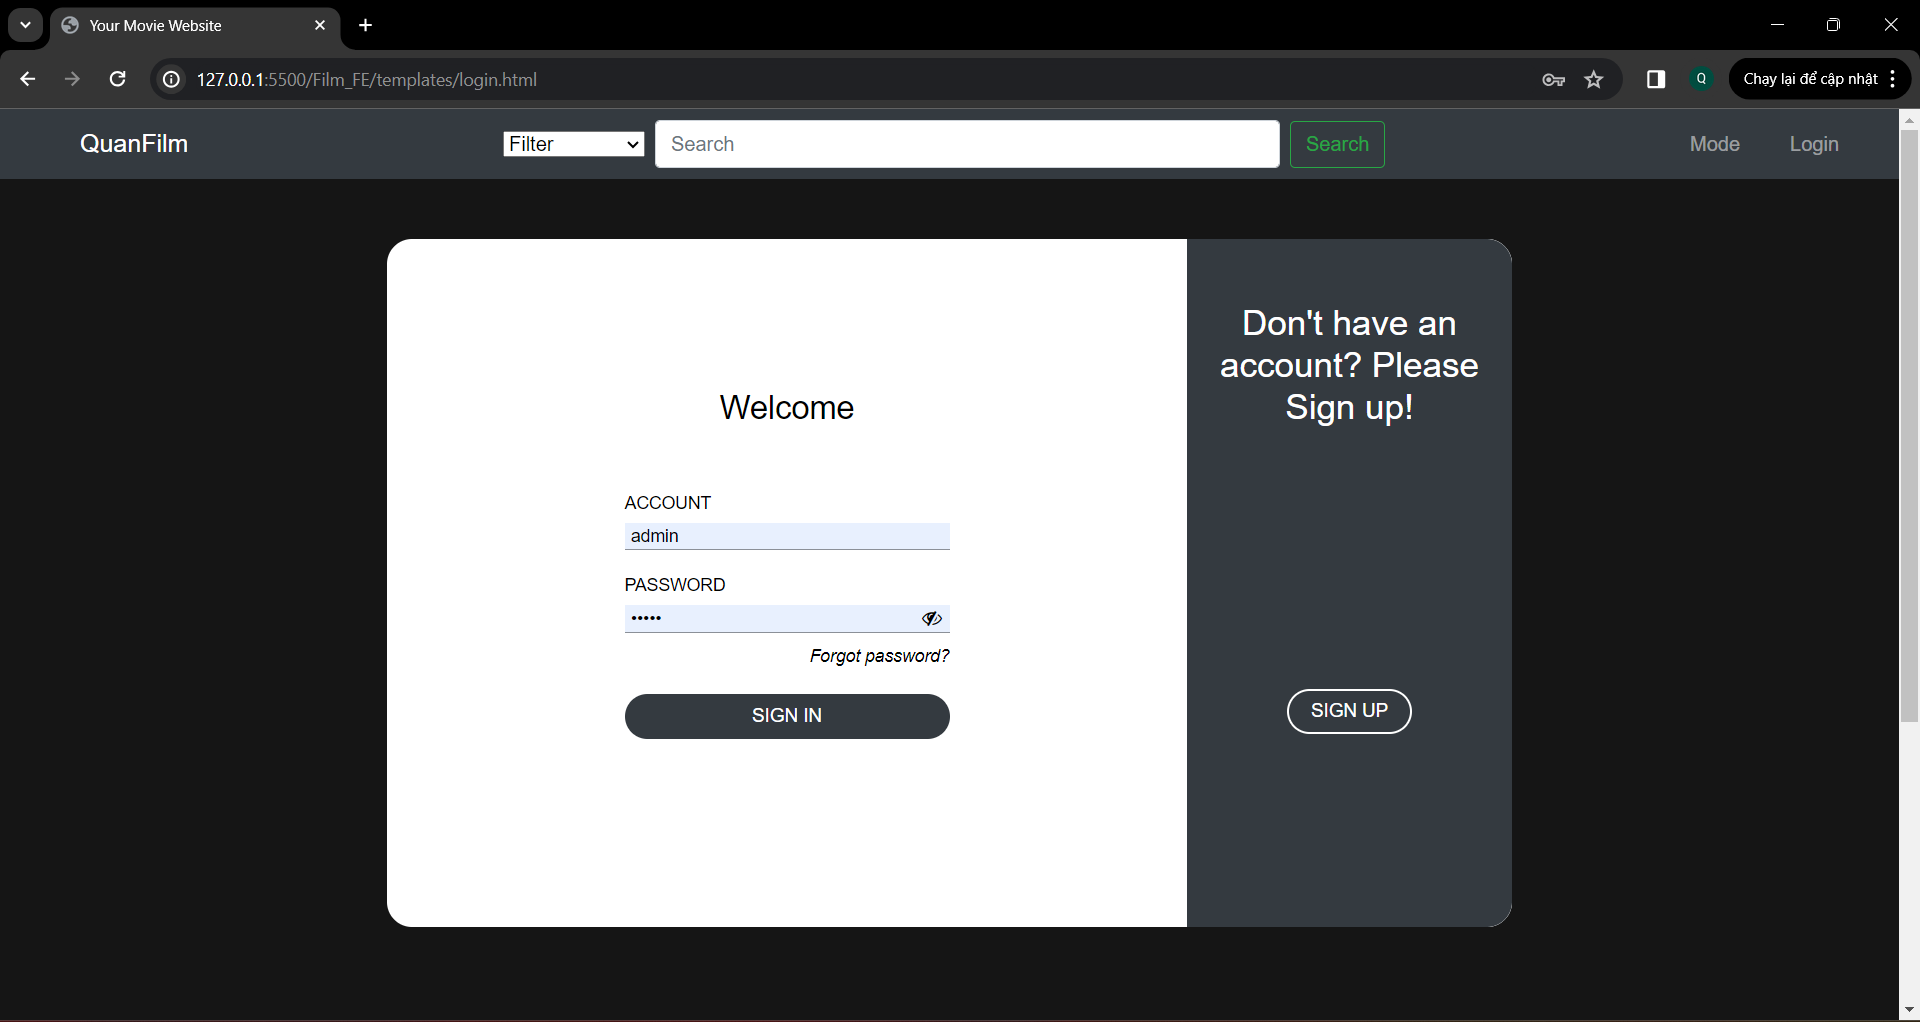 Your Movie Website
127.0.0.1:5500/Film_FE/templates/login.html
Q
Chạy lại để cập nhật
QuanFilm
Filter
Search
Search
Mode
Login
Welcome
ACCOUNT
admin
PASSWORD
•••••
Forgot password?
SIGN IN
Don't have an
account? Please
Sign up!
SIGN UP